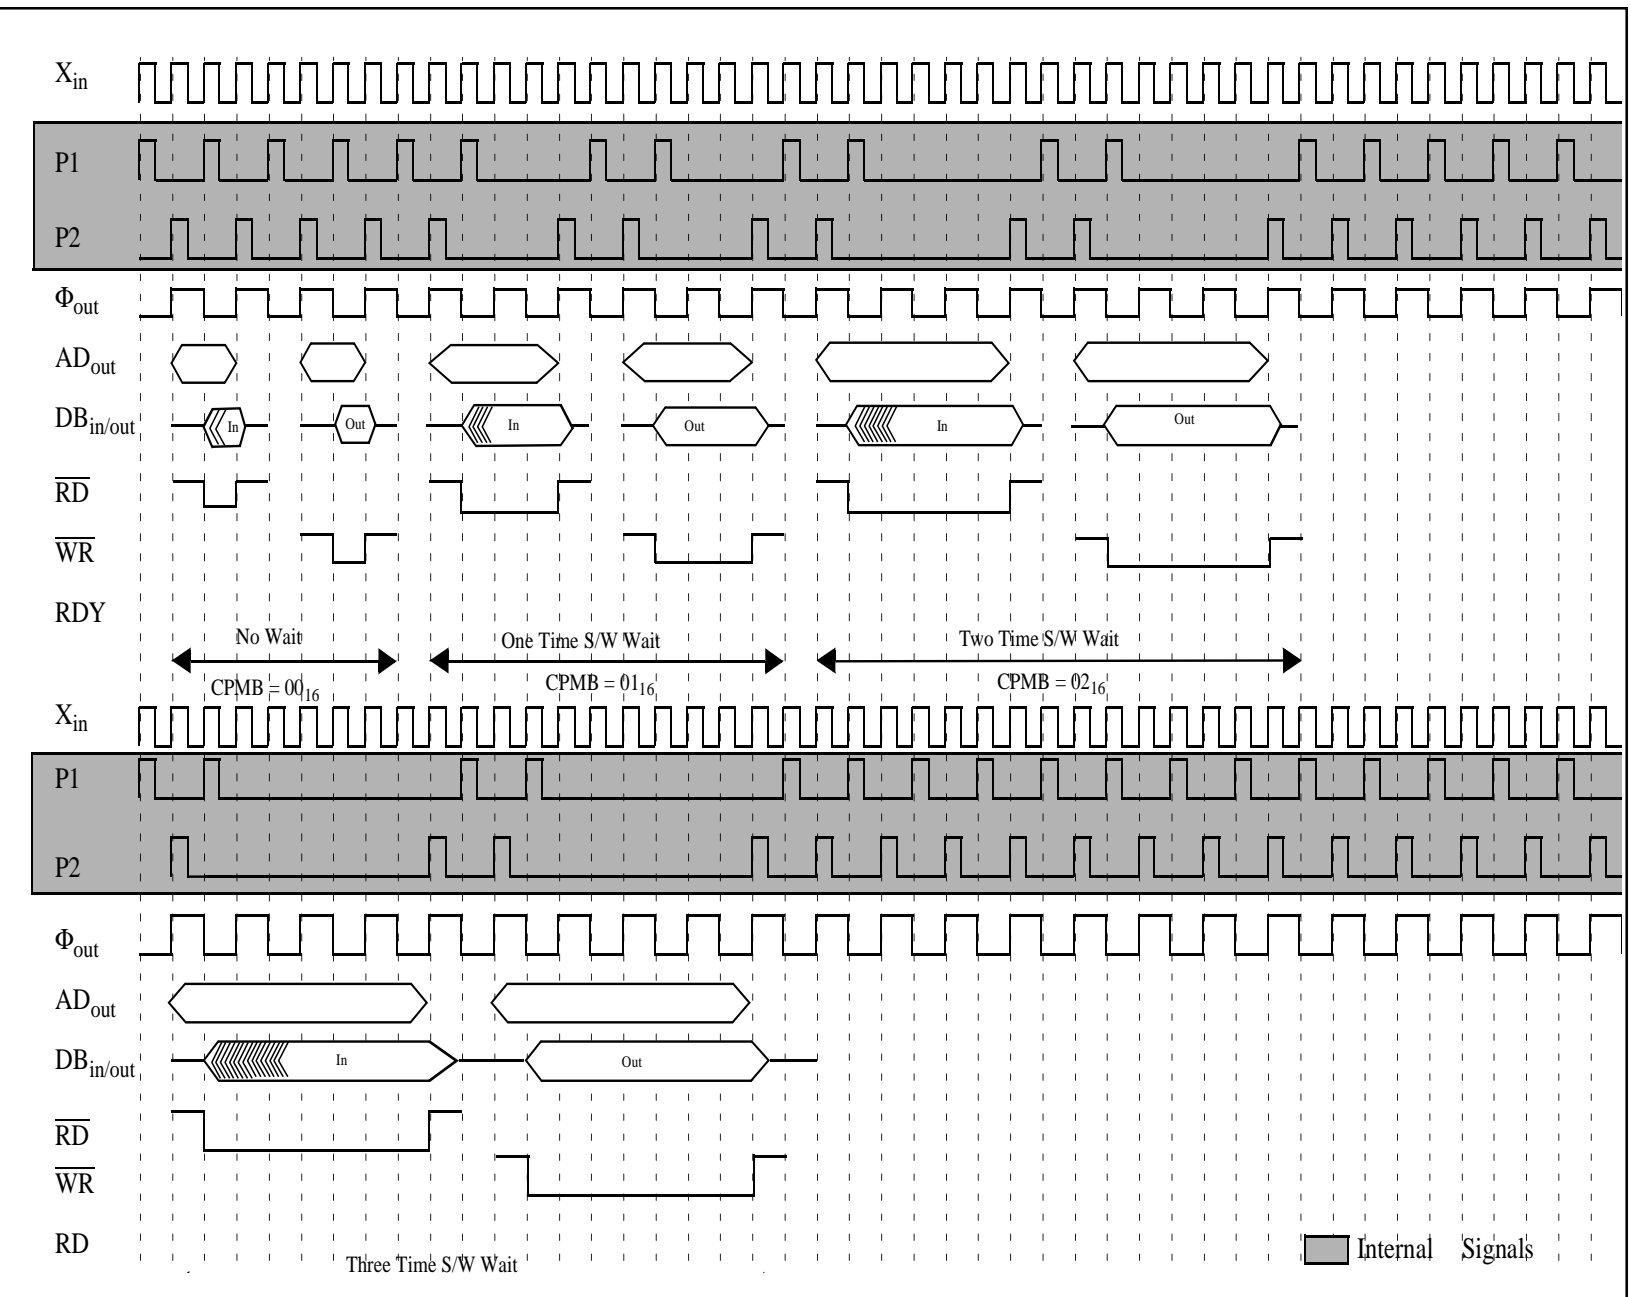 Xin
P1
P2
Φout
ADout
DBin/out In Out In Out In Out
RD
WR
RDY
No Wait One Time S/W Wait Two Time S/W Wait
CPMB = 0016 CPMB = 0116 CPMB = 0216
Xin
P1
P2
Φout
ADout
DBin/out In Out
RD
WR
RD
Internal Signals
Three Time S/W Wait